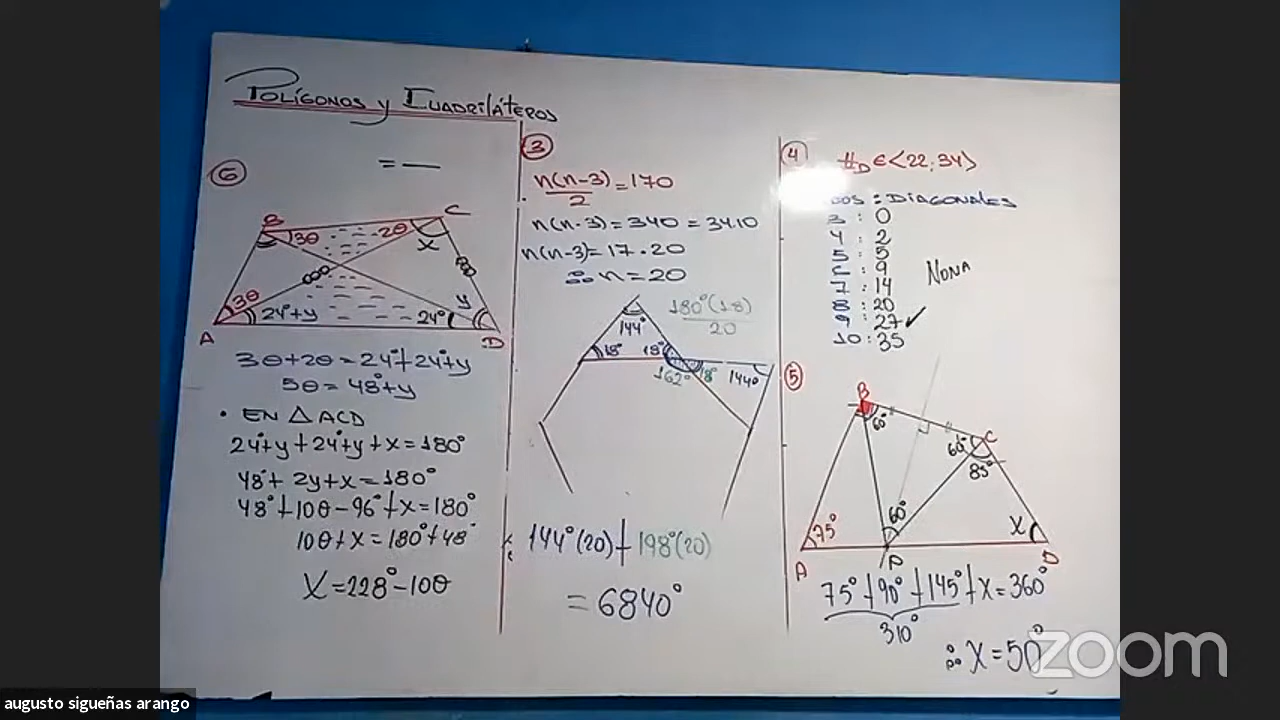 Polígonos y Cuadriláteros
6
= —
B
C
3θ
2θ
x
3θ
24°+y
24°
y
A
D
3θ+2θ=24°+24°+y
5θ=48°+y
• EN △ ACD
24°+y+24°+y+x=180°
48°+2y+x=180°
48°+10θ-96°+x=180°
10θ+x=180°+48°
x=228°-10θ
3
n(n-3)/2=170
n(n-3)=340=34.10
n(n-3)=17.20
∴ n=20
180°(18)/20
144°
18°
18°
162°
18°
144°
144°(20)+198°(20)
=6840°
4
#D ∈ <22,34>
DOS : DIAGONALES
3 : 0
4 : 2
5 : 5
6 : 9
7 : 14
8 : 20
9 : 27 ✓
10 : 35
NONA
5
B
60°
C
60°
85°
60°
75°
x
A
P
D
75°+90°+145°+x=360°
310°
∴ x=50°
zoom
augusto sigueñas arango